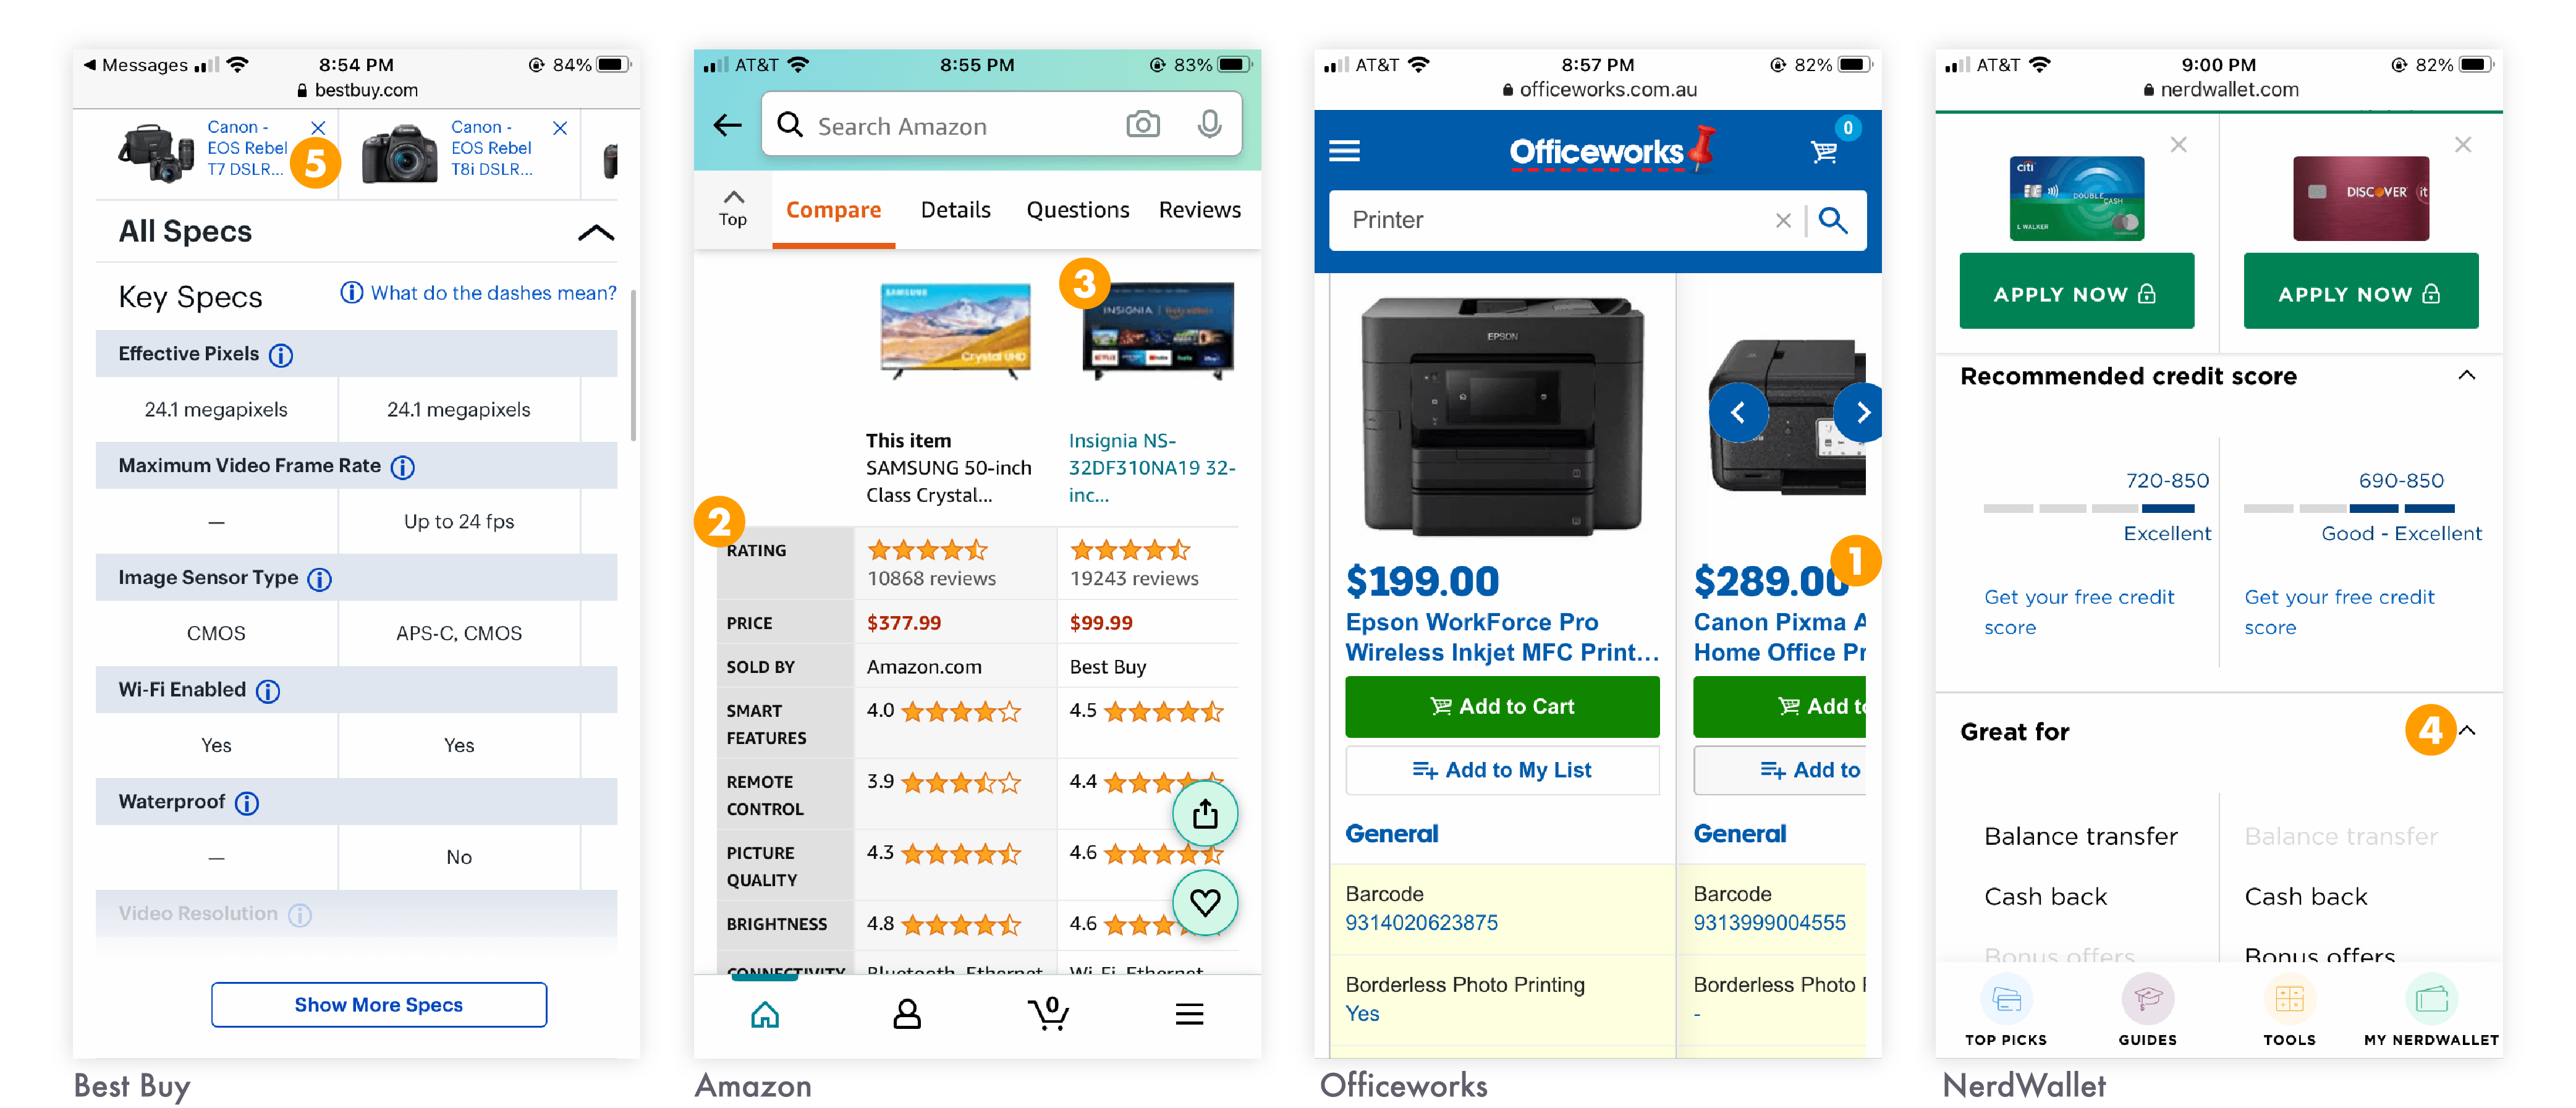 Messages 8:54 PM 84%
bestbuy.com
Canon -
EOS Rebel
T7 DSLR...
5
Canon -
EOS Rebel
T8i DSLR...
All Specs
Key Specs What do the dashes mean?
Effective Pixels
24.1 megapixels 24.1 megapixels
Maximum Video Frame Rate
— Up to 24 fps
Image Sensor Type
CMOS APS-C, CMOS
Wi-Fi Enabled
Yes Yes
Waterproof
— No
Video Resolution
Show More Specs
Best Buy
AT&T 8:55 PM 83%
Search Amazon
Top Compare Details Questions Reviews
3
SAMSUNG
Crystal UHD
INSIGNIA
This item
SAMSUNG 50-inch
Class Crystal...
Insignia NS-
32DF310NA19 32-
inc...
2
RATING 10868 reviews 19243 reviews
PRICE $377.99 $99.99
SOLD BY Amazon.com Best Buy
SMART
FEATURES 4.0 4.5
REMOTE
CONTROL 3.9 4.4
PICTURE
QUALITY 4.3 4.6
BRIGHTNESS 4.8 4.6
CONNECTIVITY Bluetooth, Ethernet Wi-Fi, Ethernet
0
Amazon
AT&T 8:57 PM 82%
officeworks.com.au
Officeworks
0
Printer
EPSON
1
$199.00
Epson WorkForce Pro
Wireless Inkjet MFC Print...
Add to Cart
Add to My List
General
Barcode
9314020623875
Borderless Photo Printing
Yes
$289.00
Canon Pixma
Home Office
Add
Add to
General
Barcode
9313999004555
Borderless Photo
-
Officeworks
AT&T 9:00 PM 82%
nerdwallet.com
citi
DOUBLE
CASH
L WALKER
DISCOVER it
APPLY NOW APPLY NOW
Recommended credit score
720-850 690-850
Excellent Good - Excellent
Get your free credit
score
Get your free credit
score
Great for 4
Balance transfer Balance transfer
Cash back Cash back
Bonus offers Bonus offers
TOP PICKS GUIDES TOOLS MY NERDWALLET
NerdWallet